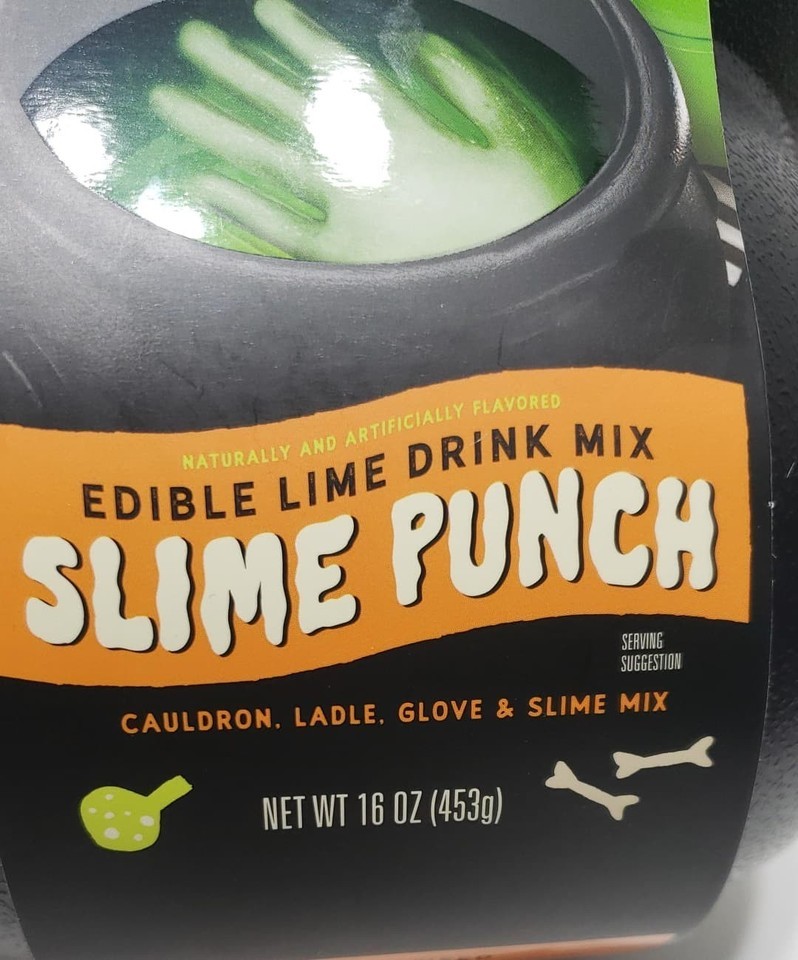 NATURALLY AND ARTIFICIALLY FLAVORED
EDIBLE LIME DRINK MIX
SLIME PUNCH
SERVING
SUGGESTION
CAULDRON, LADLE, GLOVE & SLIME MIX
NET WT 16 OZ (453g)